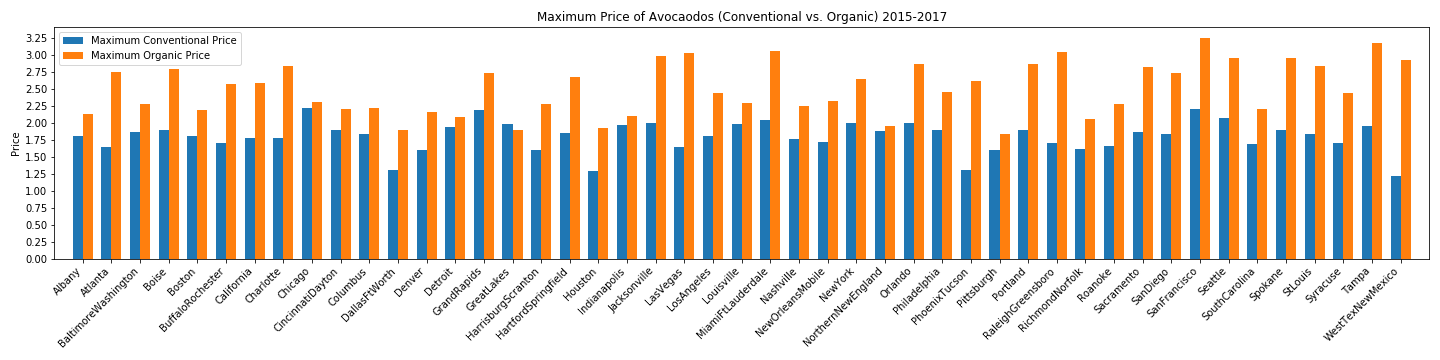 Maximum Price of Avocaodos (Conventional vs. Organic) 2015-2017
Maximum Conventional Price
Maximum Organic Price
Price
3.25
3.00
2.75
2.50
2.25
2.00
1.75
1.50
1.25
1.00
0.75
0.50
0.25
0.00
Albany
Atlanta
BaltimoreWashington
Boise
Boston
BuffaloRochester
California
Charlotte
Chicago
CincinnatiDayton
Columbus
DallasFtWorth
Denver
Detroit
GrandRapids
GreatLakes
HarrisburgScranton
HartfordSpringfield
Houston
Indianapolis
Jacksonville
LasVegas
LosAngeles
Louisville
MiamiFtLauderdale
Nashville
NewOrleansMobile
NewYork
NorthernNewEngland
Orlando
Philadelphia
PhoenixTucson
Pittsburgh
Portland
RaleighGreensboro
RichmondNorfolk
Roanoke
Sacramento
SanDiego
SanFrancisco
Seattle
SouthCarolina
Spokane
StLouis
Syracuse
Tampa
WestTexNewMexico